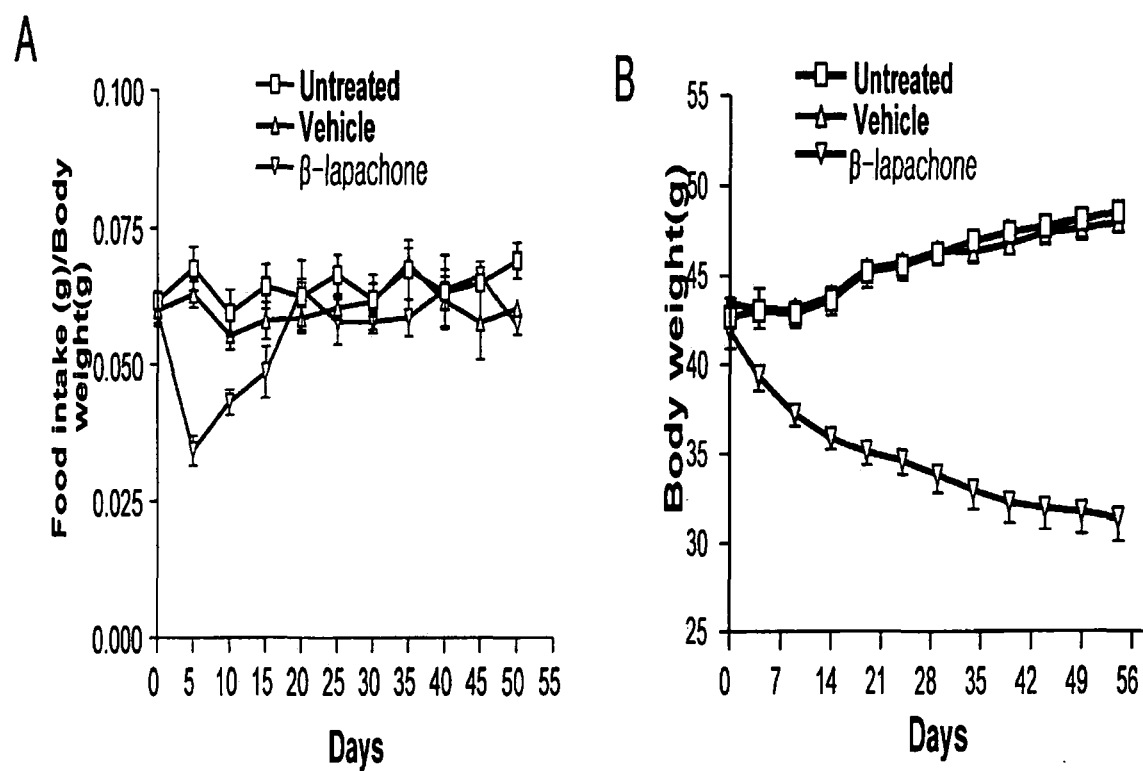 A
Untreated
Vehicle
β-lapachone
0.100
0.075
0.050
0.025
0.000
Food intake (g)/Body
weight(g)
0 5 10 15 20 25 30 35 40 45 50 55
Days
B
Untreated
Vehicle
β-lapachone
55
50
45
40
35
30
25
Body weight(g)
0 7 14 21 28 35 42 49 56
Days